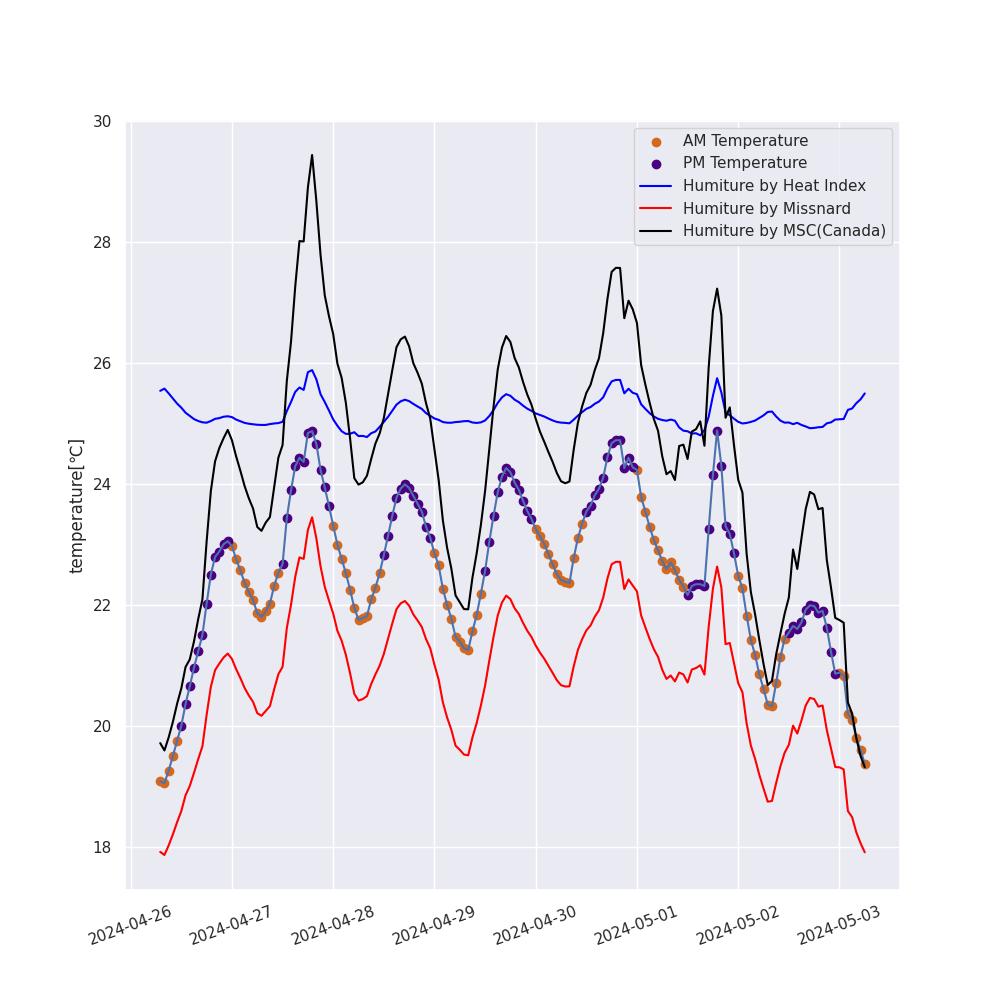 30
28
26
24
22
20
18
temperature[℃]
AM Temperature
PM Temperature
Humiture by Heat Index
Humiture by Missnard
Humiture by MSC(Canada)
2024-04-26
2024-04-27
2024-04-28
2024-04-29
2024-04-30
2024-05-01
2024-05-02
2024-05-03